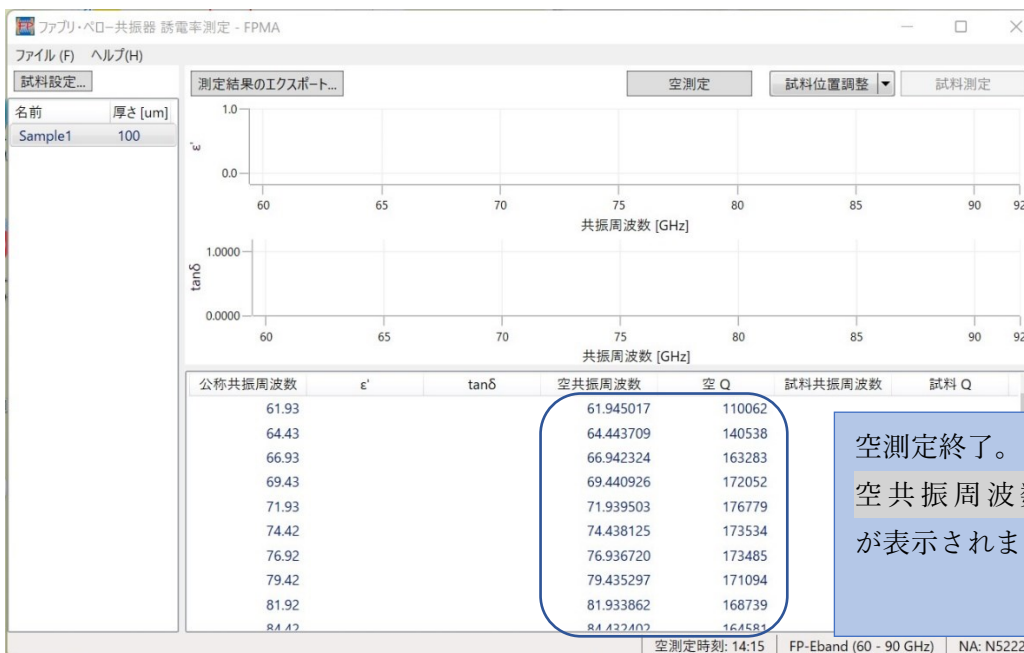 FP ファブリ・ペロー共振器 誘電率測定 - FPMA
ファイル (F) ヘルプ(H)
試料設定...
測定結果のエクスポート... 空測定 試料位置調整 試料測定
名前 厚さ [um]
Sample1 100
1.0
ε'
0.0
60 65 70 75 80 85 90 92
共振周波数 [GHz]
1.0000
tanδ
0.0000
60 65 70 75 80 85 90 92
共振周波数 [GHz]
公称共振周波数 ε' tanδ 空共振周波数 空 Q 試料共振周波数 試料 Q
61.93 61.945017 110062
64.43 64.443709 140538
66.93 66.942324 163283
69.43 69.440926 172052
71.93 71.939503 176779
74.42 74.438125 173534
76.92 76.936720 173485
79.42 79.435297 171094
81.92 81.933862 168739
84.42 84.432402 164581
空測定終了。
空共振周波数
が表示されま
空測定時刻: 14:15 FP-Eband (60 - 90 GHz) NA: N5222